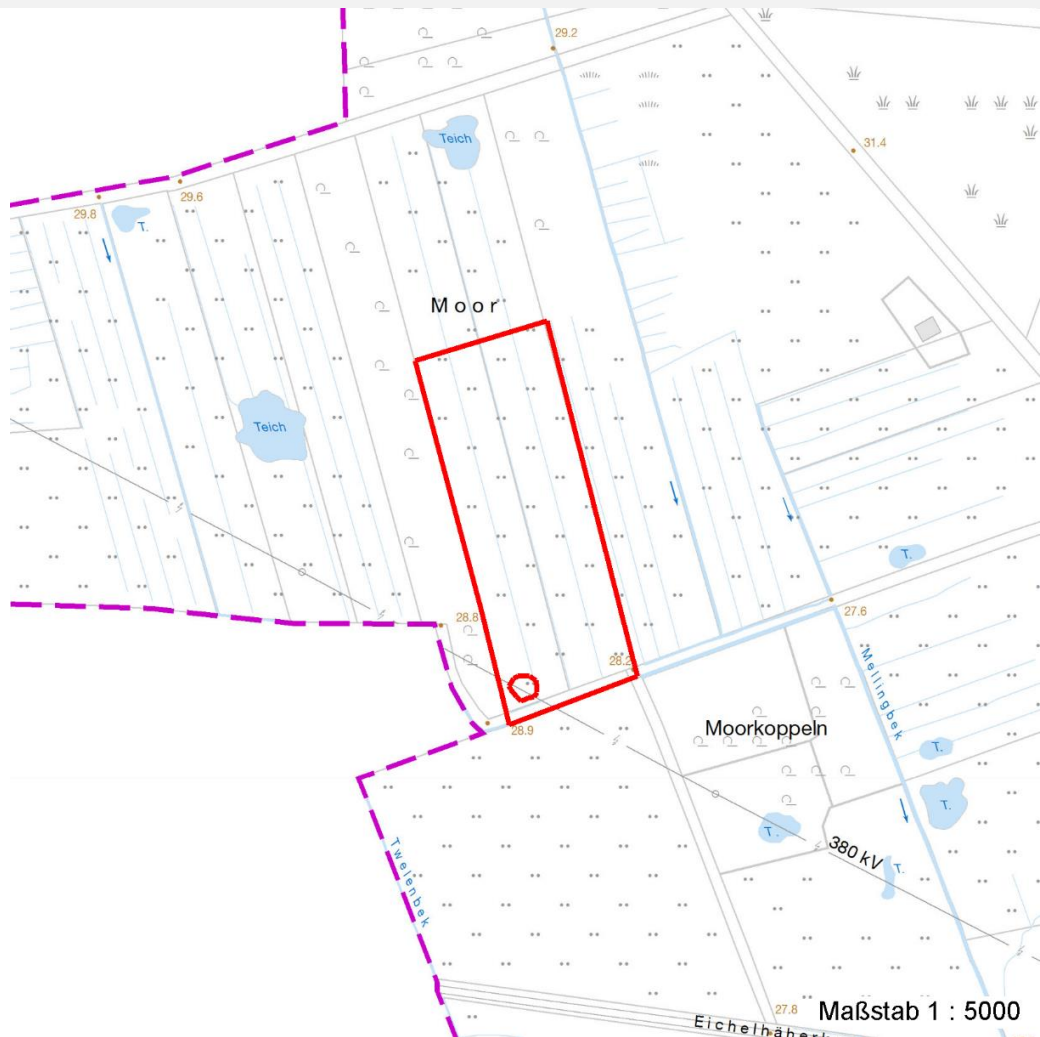 29.2
Teich
31.4
29.6
29.8
T.
Moor
Teich
T.
27.6
28.8
28.2
Mellingbek
28.9
Moorkoppeln
T.
T.
T.
380 kV
T.
Twelenbek
27.8
Maßstab 1 : 5000